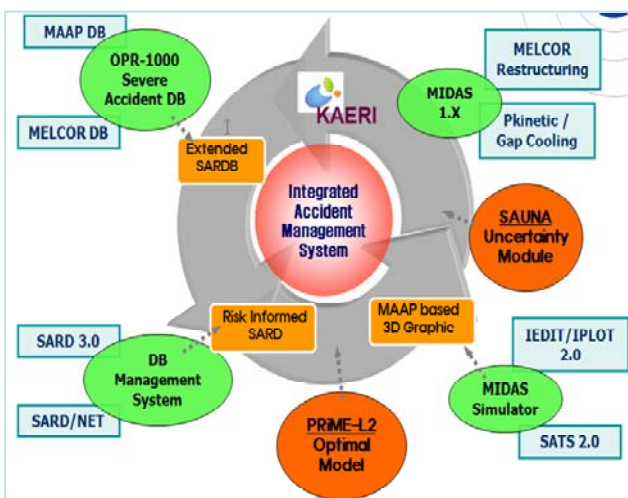 MAAP DB
OPR-1000
Severe
Accident DB
MELCOR DB
Extended
SARDB
KAERI
MIDAS
1.X
MELCOR
Restructuring
Pkinetic /
Gap Cooling
Integrated
Accident
Management
System
SAUNA
Uncertainty
Module
Risk Informed
SARD
MAAP based
3D Graphic
SARD 3.0
DB
Management
System
SARD/NET
PRiME-L2
Optimal
Model
IEDIT/IPLOT
2.0
MIDAS
Simulator
SATS 2.0